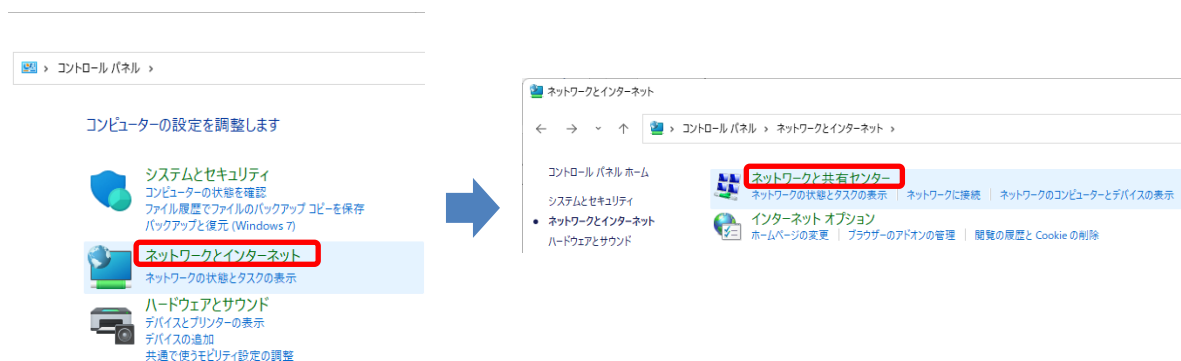 コントロール パネル
コンピューターの設定を調整します
システムとセキュリティ
コンピューターの状態を確認
ファイル履歴でファイルのバックアップ コピーを保存
バックアップと復元 (Windows 7)
ネットワークとインターネット
ネットワークの状態とタスクの表示
ハードウェアとサウンド
デバイスとプリンターの表示
デバイスの追加
共通で使うモビリティ設定の調整
ネットワークとインターネット
コントロール パネル › ネットワークとインターネット ›
コントロール パネル ホーム
システムとセキュリティ
ネットワークとインターネット
ハードウェアとサウンド
ネットワークと共有センター
ネットワークの状態とタスクの表示 | ネットワークに接続 | ネットワークのコンピューターとデバイスの表示
インターネット オプション
ホームページの変更 | ブラウザーのアドオンの管理 | 閲覧の履歴と Cookie の削除